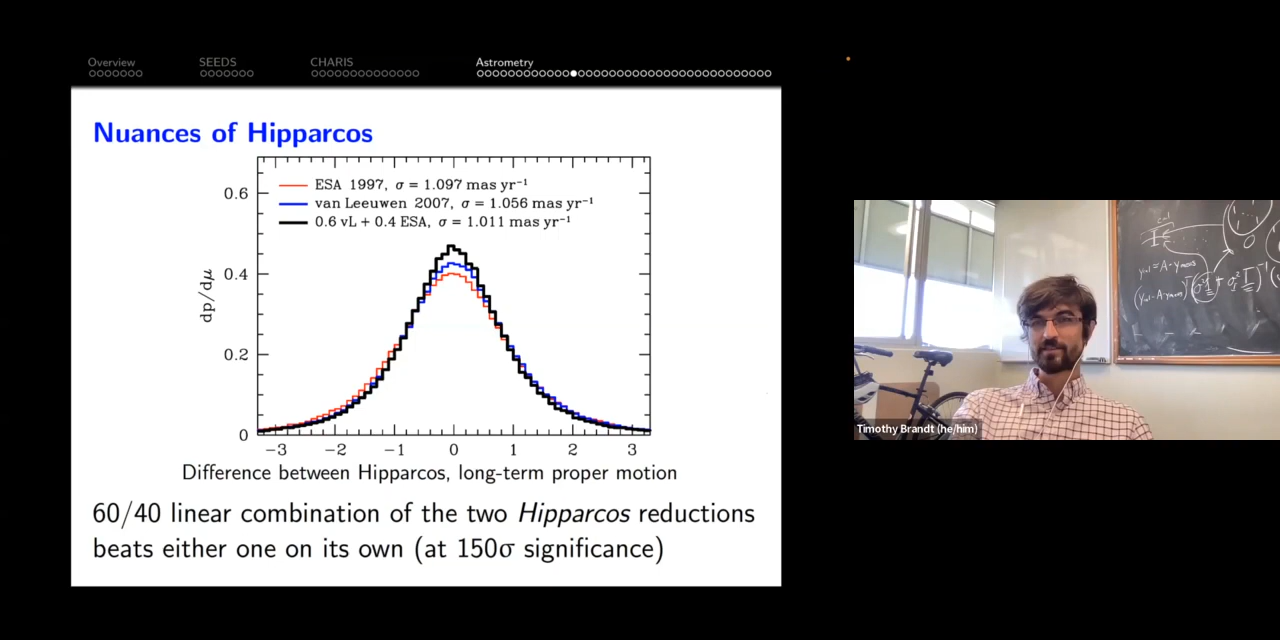 Overview SEEDS CHARIS Astrometry
Nuances of Hipparcos
ESA 1997, σ = 1.097 mas yr⁻¹
van Leeuwen 2007, σ = 1.056 mas yr⁻¹
0.6 vL + 0.4 ESA, σ = 1.011 mas yr⁻¹
0.6
0.4
0.2
0
dp/dμ
−3 −2 −1 0 1 2 3
Difference between Hipparcos, long-term proper motion
60/40 linear combination of the two Hipparcos reductions
beats either one on its own (at 150σ significance)
Timothy Brandt (he/him)